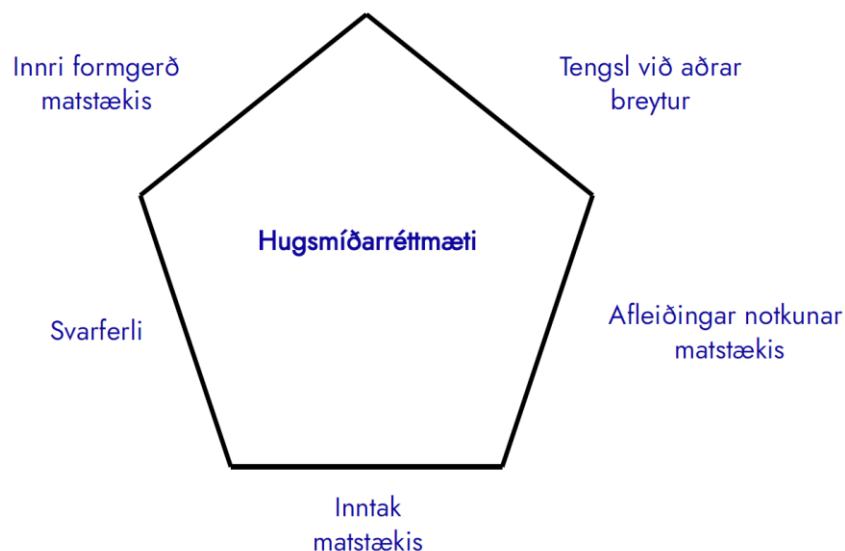 Innri formgerð
matstækis
Tengsl við aðrar
breytur
Hugsmíðarréttmæti
Svarferli
Afleiðingar notkunar
matstækis
Inntak
matstækis